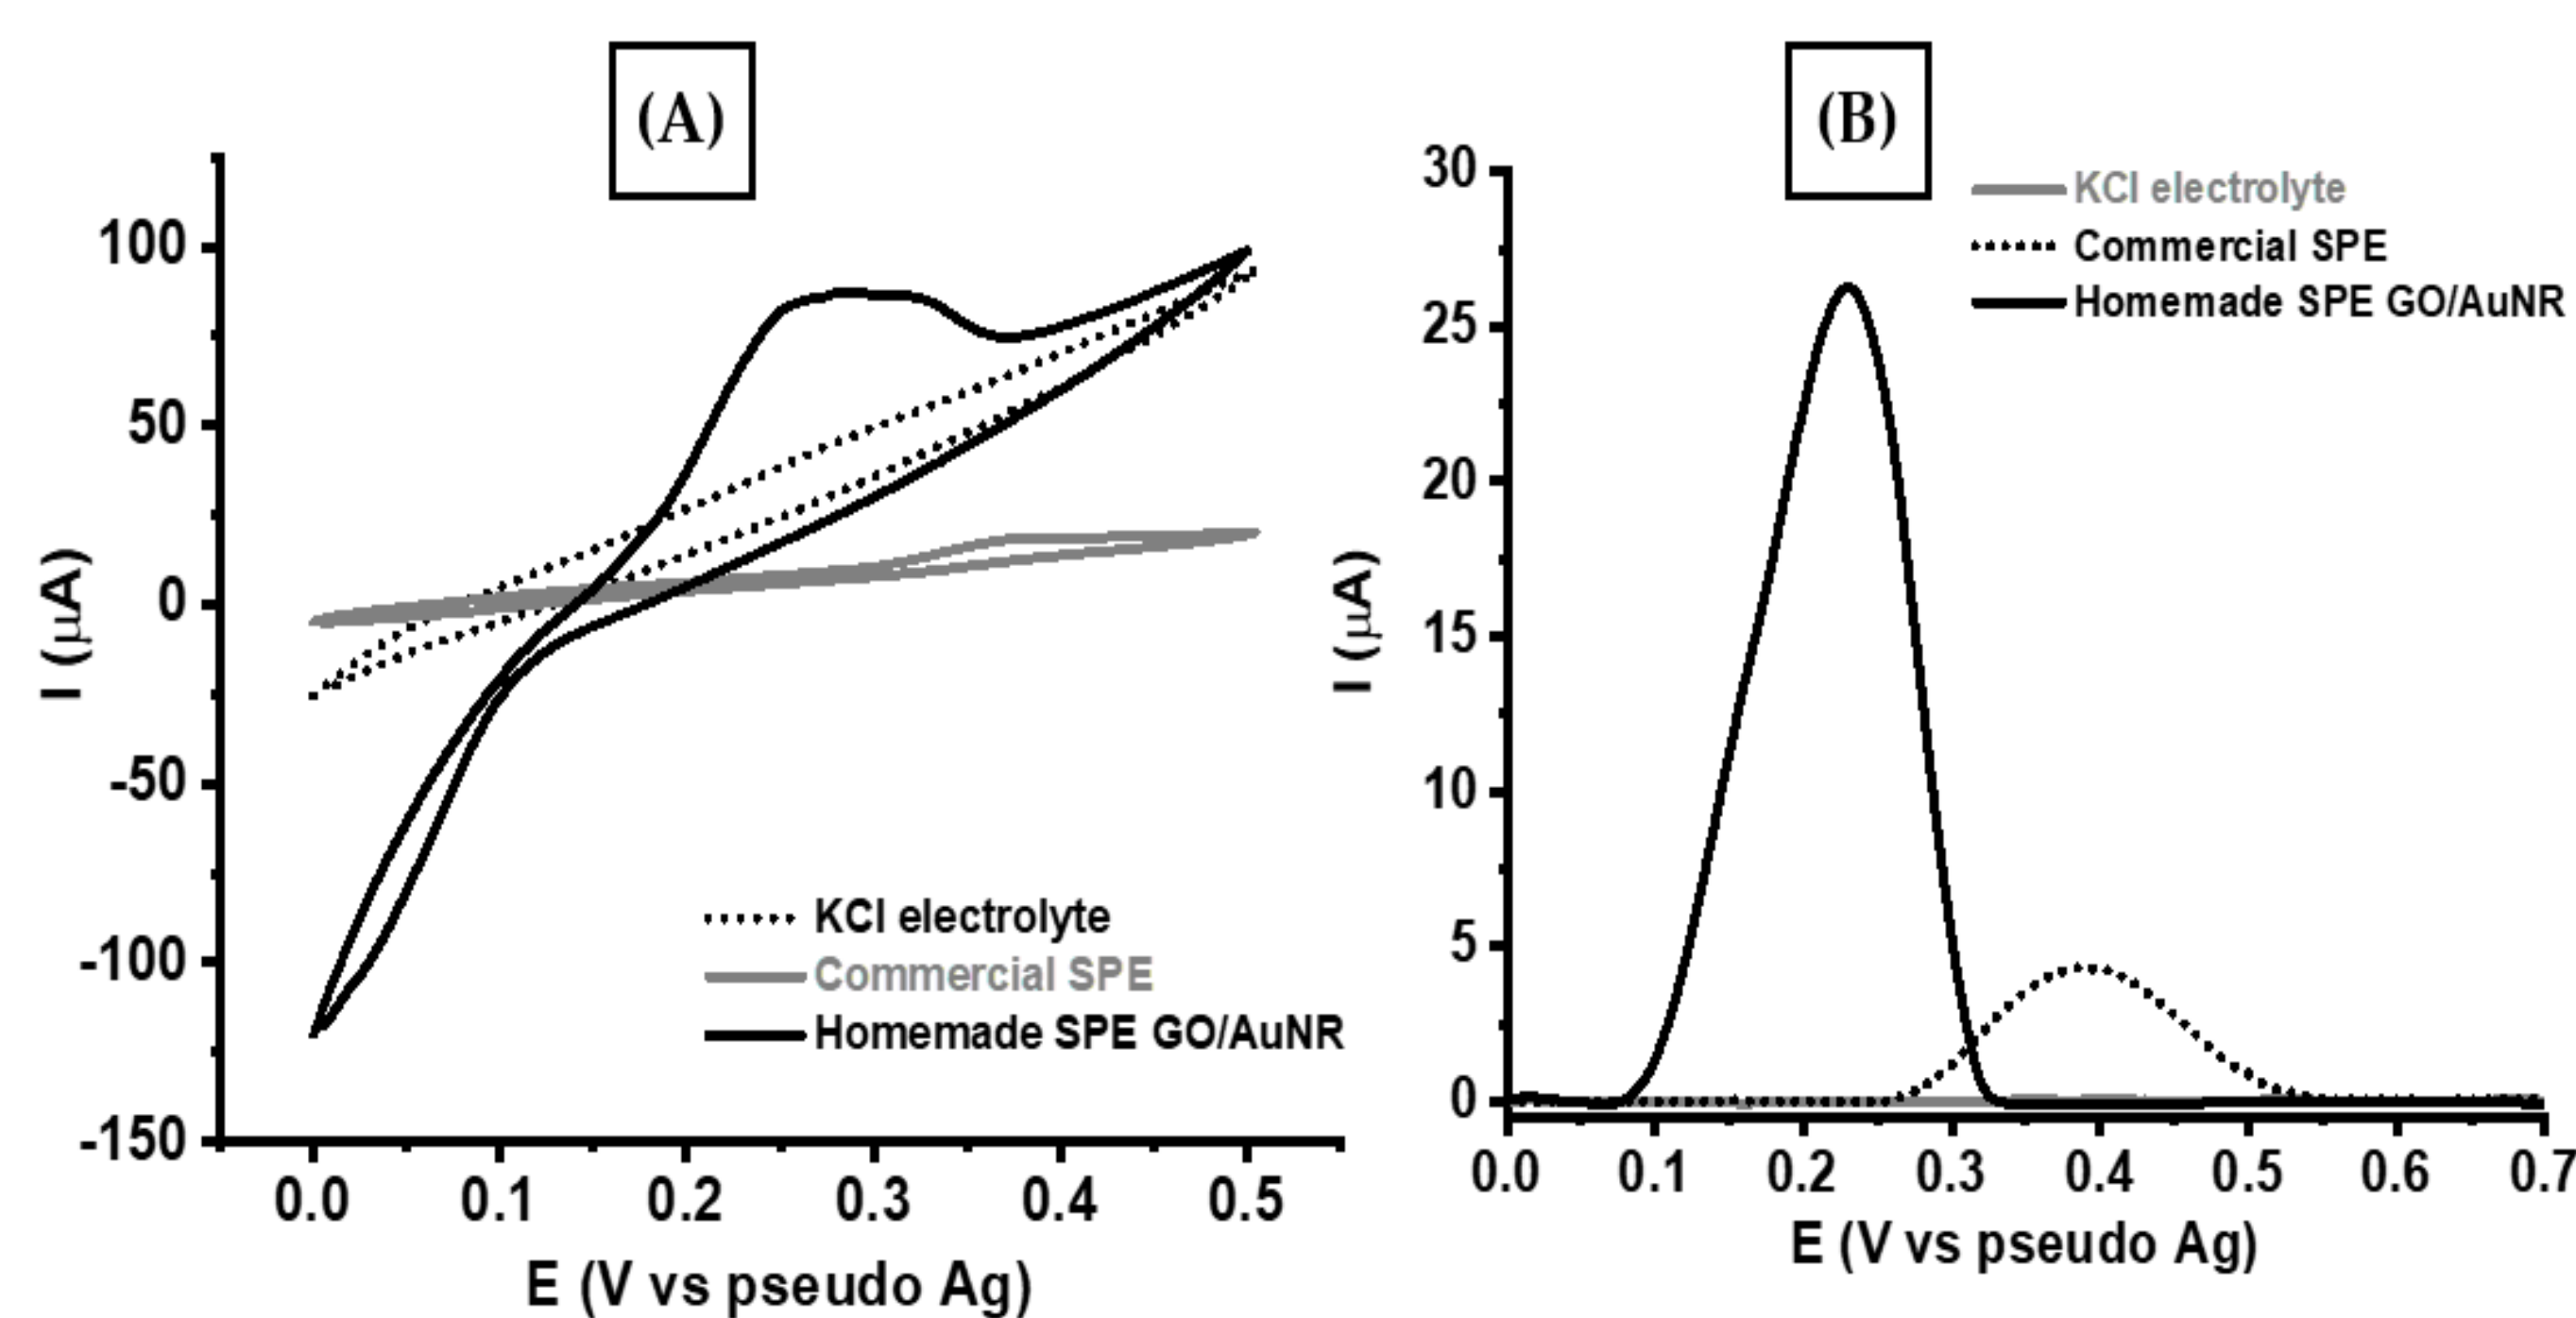 (A)
100
50
0
-50
-100
-150
I (μA)
KCl electrolyte
Commercial SPE
Homemade SPE GO/AuNR
0.0 0.1 0.2 0.3 0.4 0.5
E (V vs pseudo Ag)
(B)
30
25
20
15
10
5
0
I (μA)
KCl electrolyte
Commercial SPE
Homemade SPE GO/AuNR
0.0 0.1 0.2 0.3 0.4 0.5 0.6 0.7
E (V vs pseudo Ag)